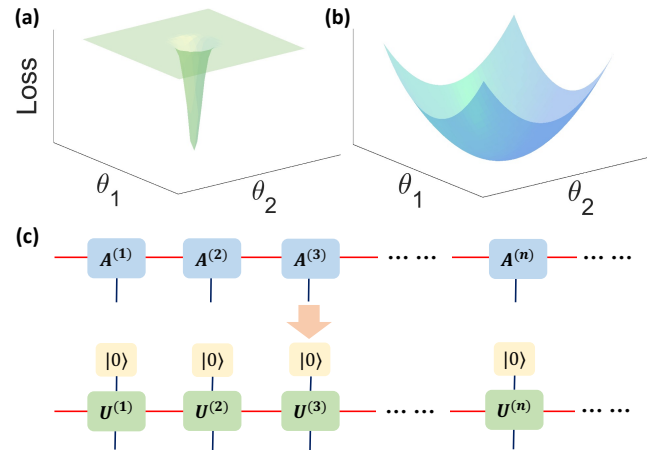 (a) (b)
Loss
θ₁ θ₂ θ₁ θ₂
(c)
A⁽¹⁾ A⁽²⁾ A⁽³⁾ ... ... A⁽ⁿ⁾ ... ...
|0⟩ |0⟩ |0⟩ |0⟩
U⁽¹⁾ U⁽²⁾ U⁽³⁾ ... ... U⁽ⁿ⁾ ... ...